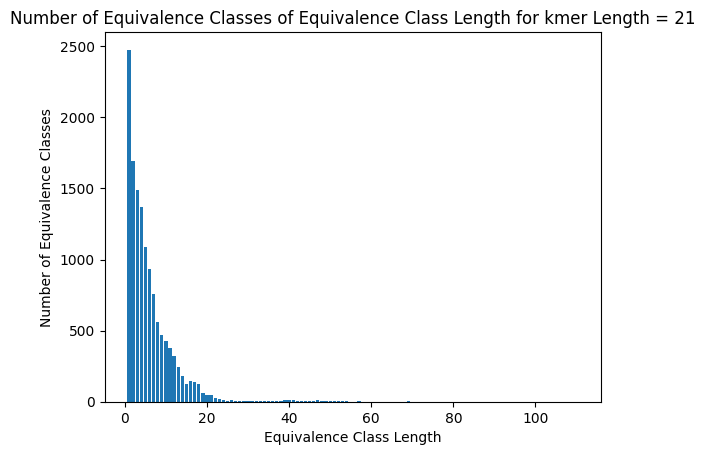 Number of Equivalence Classes of Equivalence Class Length for kmer Length = 21
2500
2000
1500
1000
500
0
Number of Equivalence Classes
0 20 40 60 80 100
Equivalence Class Length